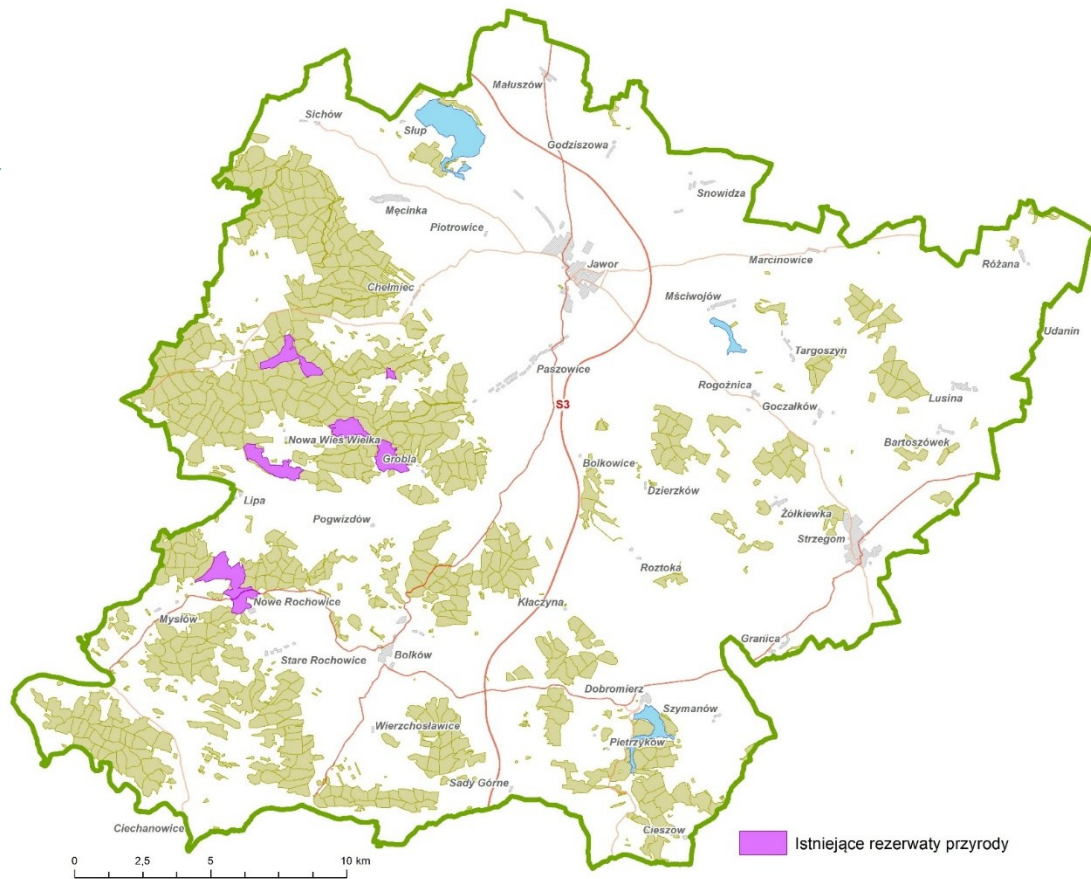 Małuszów
Sichów
Słup
Godziszowa
Snowidza
Męcinka
Piotrowice
Marcinowice
Różana
Jawor
Chełmiec
Mściwojów
Udanin
Targoszyn
Paszowice
Rogoźnica
Lusina
S3
Goczałków
Nowa Wieś Wielka
Bartoszówek
Grobla
Bolkowice
Dzierzków
Lipa
Żółkiewka
Pogwizdów
Strzegom
Roztoka
Nowe Rochowice
Kłaczyna
Mysłów
Granica
Stare Rochowice
Bolków
Dobromierz
Szymanów
Wierzchosławice
Pietrzyków
Sady Górne
Ciechanowice
Cieszów
Istniejące rezerwaty przyrody
0 2,5 5 10 km